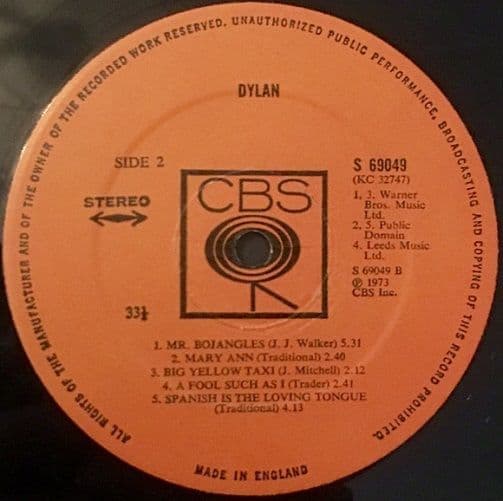 ALL RIGHTS OF THE MANUFACTURER AND OF THE OWNER OF THE RECORDED WORK RESERVED. UNAUTHORIZED PUBLIC PERFORMANCE, BROADCASTING AND COPYING OF THIS RECORD PROHIBITED.
DYLAN
SIDE 2
STEREO
33⅓
CBS
S 69049
(KC 32747)
1, 3. Warner
Bros. Music
Ltd.
2, 5. Public
Domain
4. Leeds Music
Ltd.
S 69049 B
℗ 1973
CBS Inc.
1. MR. BOJANGLES (J. J. Walker) 5.31
2. MARY ANN (Traditional) 2.40
3. BIG YELLOW TAXI (J. Mitchell) 2.12
4. A FOOL SUCH AS I (Trader) 2.41
5. SPANISH IS THE LOVING TONGUE
(Traditional) 4.13
MADE IN ENGLAND